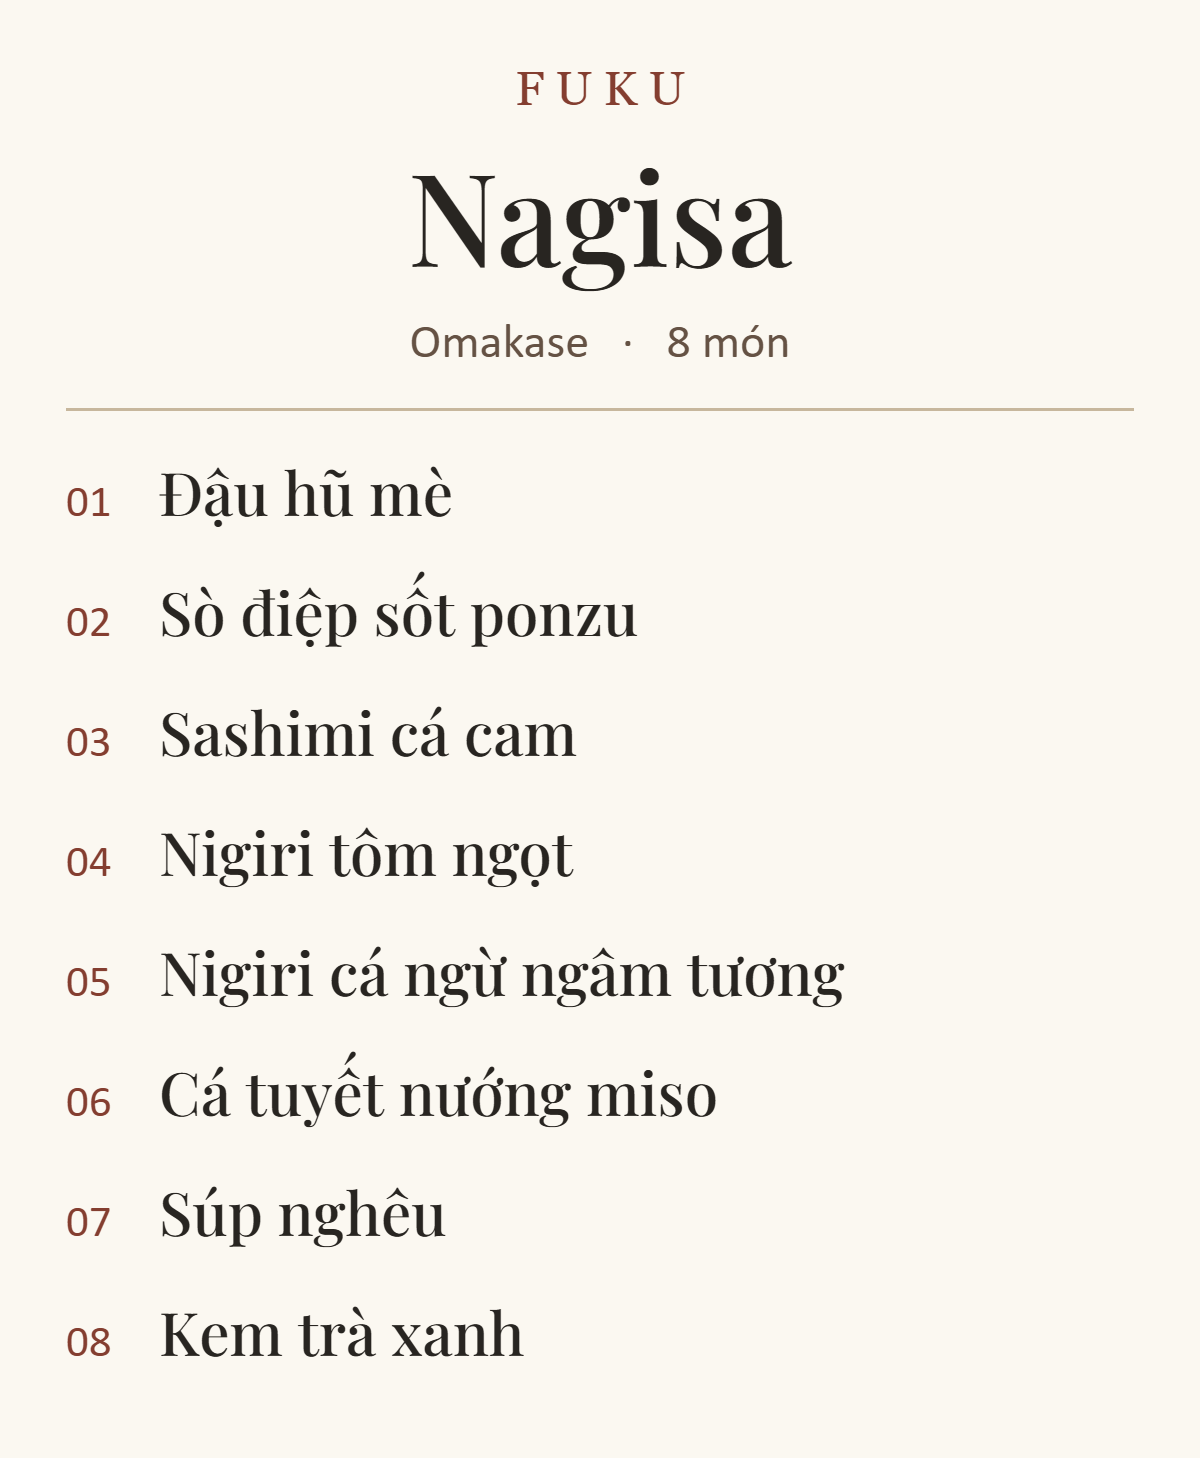 FUKU
Nagisa
Omakase · 8 món
01 Đậu hũ mè
02 Sò điệp sốt ponzu
03 Sashimi cá cam
04 Nigiri tôm ngọt
05 Nigiri cá ngừ ngâm tương
06 Cá tuyết nướng miso
07 Súp nghêu
08 Kem trà xanh